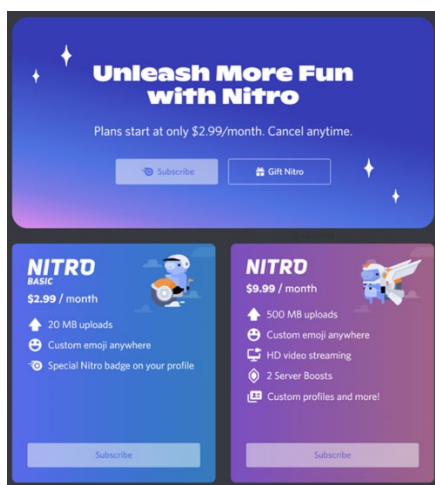 Unleash More Fun
with Nitro
Plans start at only $2.99/month. Cancel anytime.
Subscribe
Gift Nitro
NITRO
BASIC
$2.99 / month
20 MB uploads
Custom emoji anywhere
Special Nitro badge on your profile
Subscribe
NITRO
$9.99 / month
500 MB uploads
Custom emoji anywhere
HD video streaming
2 Server Boosts
Custom profiles and more!
Subscribe